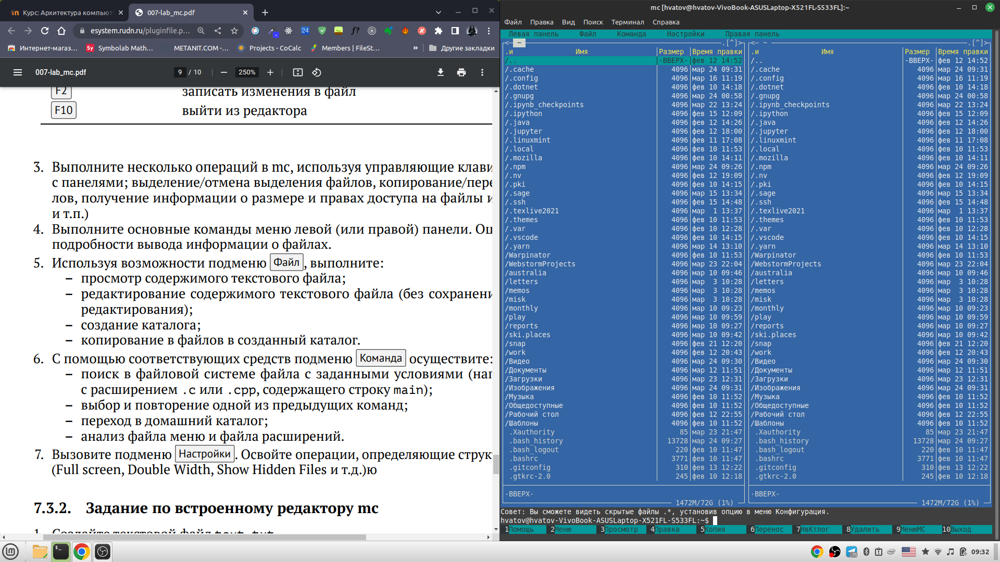 Курс: Архитектура компьют
007-lab_mc.pdf
esystem.rudn.ru/pluginfile.p...
Интернет-магаз...
Symbolab Math...
METANIT.COM -...
Projects - CoCalc
Members | FileSt...
»
Другие закладки
007-lab_mc.pdf
9 / 10
250%
F2 записать изменения в файл
F10 выйти из редактора
3. Выполните несколько операций в mc, используя управляющие клави
с панелями; выделение/отмена выделения файлов, копирование/пере
лов, получение информации о размере и правах доступа на файлы и
и т.п.)
4. Выполните основные команды меню левой (или правой) панели. Оц
подробности вывода информации о файлах.
5. Используя возможности подменю Файл, выполните:
– просмотр содержимого текстового файла;
– редактирование содержимого текстового файла (без сохранени
редактирования);
– создание каталога;
– копирование в файлов в созданный каталог.
6. С помощью соответствующих средств подменю Команда осуществите:
– поиск в файловой системе файла с заданными условиями (нап
с расширением .c или .cpp, содержащего строку main);
– выбор и повторение одной из предыдущих команд;
– переход в домашний каталог;
– анализ файла меню и файла расширений.
7. Вызовите подменю Настройки. Освойте операции, определяющие струк
(Full screen, Double Width, Show Hidden Files и т.д.)ю
7.3.2. Задание по встроенному редактору mc
1. Создайте текстовой файл text.txt
mc [hvatov@hvatov-VivoBook-ASUSLaptop-X521FL-S533FL]:~
Файл Правка Вид Поиск Терминал Справка
Левая панель Файл Команда Настройки Правая панель
<— ~ .[^]> <— ~ .[^]>
.и Имя Размер Время правки .и Имя Размер Время правки
/.. -ВВЕРХ- фев 12 14:52 /.. -ВВЕРХ- фев 12 14:52
/.cache 4096 мар 24 09:31 /.cache 4096 мар 24 09:31
/.config 4096 мар 16 11:19 /.config 4096 мар 16 11:19
/.dotnet 4096 фев 10 14:18 /.dotnet 4096 фев 10 14:18
/.gnupg 4096 мар 24 00:58 /.gnupg 4096 мар 24 00:58
/.ipynb_checkpoints 4096 мар 22 13:24 /.ipynb_checkpoints 4096 мар 22 13:24
/.ipython 4096 фев 15 12:09 /.ipython 4096 фев 15 12:09
/.java 4096 фев 12 14:26 /.java 4096 фев 12 14:26
/.jupyter 4096 фев 12 18:00 /.jupyter 4096 фев 12 18:00
/.linuxmint 4096 фев 11 17:08 /.linuxmint 4096 фев 11 17:08
/.local 4096 фев 10 11:53 /.local 4096 фев 10 11:53
/.mozilla 4096 фев 10 14:11 /.mozilla 4096 фев 10 14:11
/.npm 4096 мар 24 09:26 /.npm 4096 мар 24 09:26
/.nv 4096 фев 12 19:09 /.nv 4096 фев 12 19:09
/.pki 4096 фев 10 14:15 /.pki 4096 фев 10 14:15
/.sage 4096 мар 15 13:34 /.sage 4096 мар 15 13:34
/.ssh 4096 фев 15 14:48 /.ssh 4096 фев 15 14:48
/.texlive2021 4096 мар 1 13:37 /.texlive2021 4096 мар 1 13:37
/.themes 4096 фев 10 11:53 /.themes 4096 фев 10 11:53
/.var 4096 фев 10 12:28 /.var 4096 фев 10 12:28
/.vscode 4096 фев 10 14:15 /.vscode 4096 фев 10 14:15
/.yarn 4096 мар 14 13:10 /.yarn 4096 мар 14 13:10
/Warpinator 4096 фев 10 11:53 /Warpinator 4096 фев 10 11:53
/WebstormProjects 4096 мар 23 22:04 /WebstormProjects 4096 мар 23 22:04
/australia 4096 мар 10 09:46 /australia 4096 мар 10 09:46
/letters 4096 мар 3 10:28 /letters 4096 мар 3 10:28
/memos 4096 мар 3 10:28 /memos 4096 мар 3 10:28
/misk 4096 мар 3 10:28 /misk 4096 мар 3 10:28
/monthly 4096 мар 10 09:23 /monthly 4096 мар 10 09:23
/play 4096 мар 10 09:59 /play 4096 мар 10 09:59
/reports 4096 мар 10 09:27 /reports 4096 мар 10 09:27
/ski.places 4096 мар 10 09:42 /ski.places 4096 мар 10 09:42
/snap 4096 фев 21 12:20 /snap 4096 фев 21 12:20
/work 4096 фев 12 20:43 /work 4096 фев 12 20:43
/Видео 4096 мар 24 09:30 /Видео 4096 мар 24 09:30
/Документы 4096 мар 12 11:51 /Документы 4096 мар 12 11:51
/Загрузки 4096 мар 23 12:31 /Загрузки 4096 мар 23 12:31
/Изображения 4096 мар 24 09:31 /Изображения 4096 мар 24 09:31
/Музыка 4096 фев 10 11:52 /Музыка 4096 фев 10 11:52
/Общедоступные 4096 фев 10 11:52 /Общедоступные 4096 фев 10 11:52
/Рабочий стол 4096 фев 12 22:55 /Рабочий стол 4096 фев 12 22:55
/Шаблоны 4096 фев 10 11:52 /Шаблоны 4096 фев 10 11:52
.Xauthority 85 мар 23 21:47 .Xauthority 85 мар 23 21:47
.bash_history 13728 мар 24 09:27 .bash_history 13728 мар 24 09:27
.bash_logout 220 фев 10 11:47 .bash_logout 220 фев 10 11:47
.bashrc 3771 фев 10 11:47 .bashrc 3771 фев 10 11:47
.gitconfig 310 фев 13 12:22 .gitconfig 310 фев 13 12:22
.gtkrc-2.0 245 фев 10 12:18 .gtkrc-2.0 245 фев 10 12:18
-ВВЕРХ- -ВВЕРХ-
1472M/72G (1%) 1472M/72G (1%)
Совет: Вы сможете видеть скрытые файлы .*, установив опцию в меню Конфигурация.
hvatov@hvatov-VivoBook-ASUSLaptop-X521FL-S533FL:~$
1Помощь 2Меню 3Просмотр 4Правка 5Копия 6Перенос 7НвКтлог 8Удалить 9МенюMC 10Выход
09:32